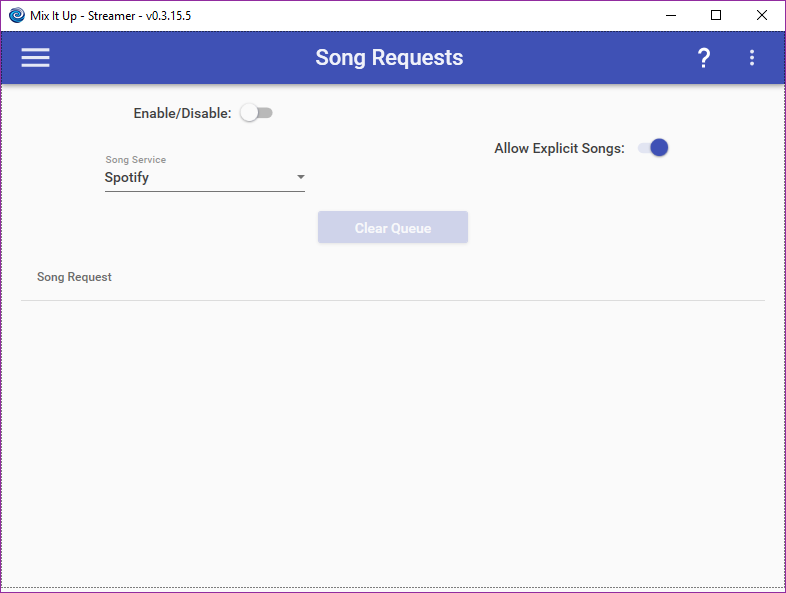 Mix It Up - Streamer - v0.3.15.5
Song Requests
?
Enable/Disable:
Allow Explicit Songs:
Song Service
Spotify
Clear Queue
Song Request